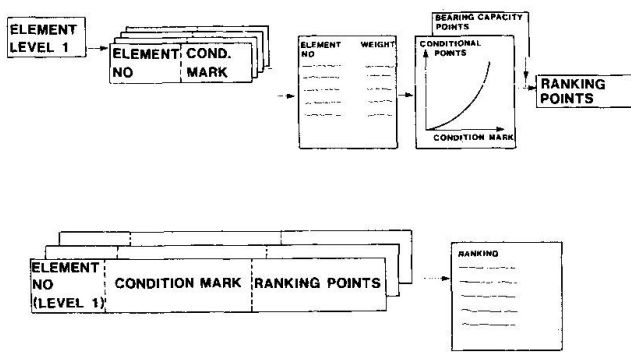 ELEMENT
LEVEL 1
ELEMENT
NO
COND.
MARK
ELEMENT
NO
WEIGHT
BEARING CAPACITY
POINTS
CONDITIONAL
POINTS
CONDITION MARK
RANKING
POINTS
ELEMENT
NO
(LEVEL 1)
CONDITION MARK
RANKING POINTS
RANKING